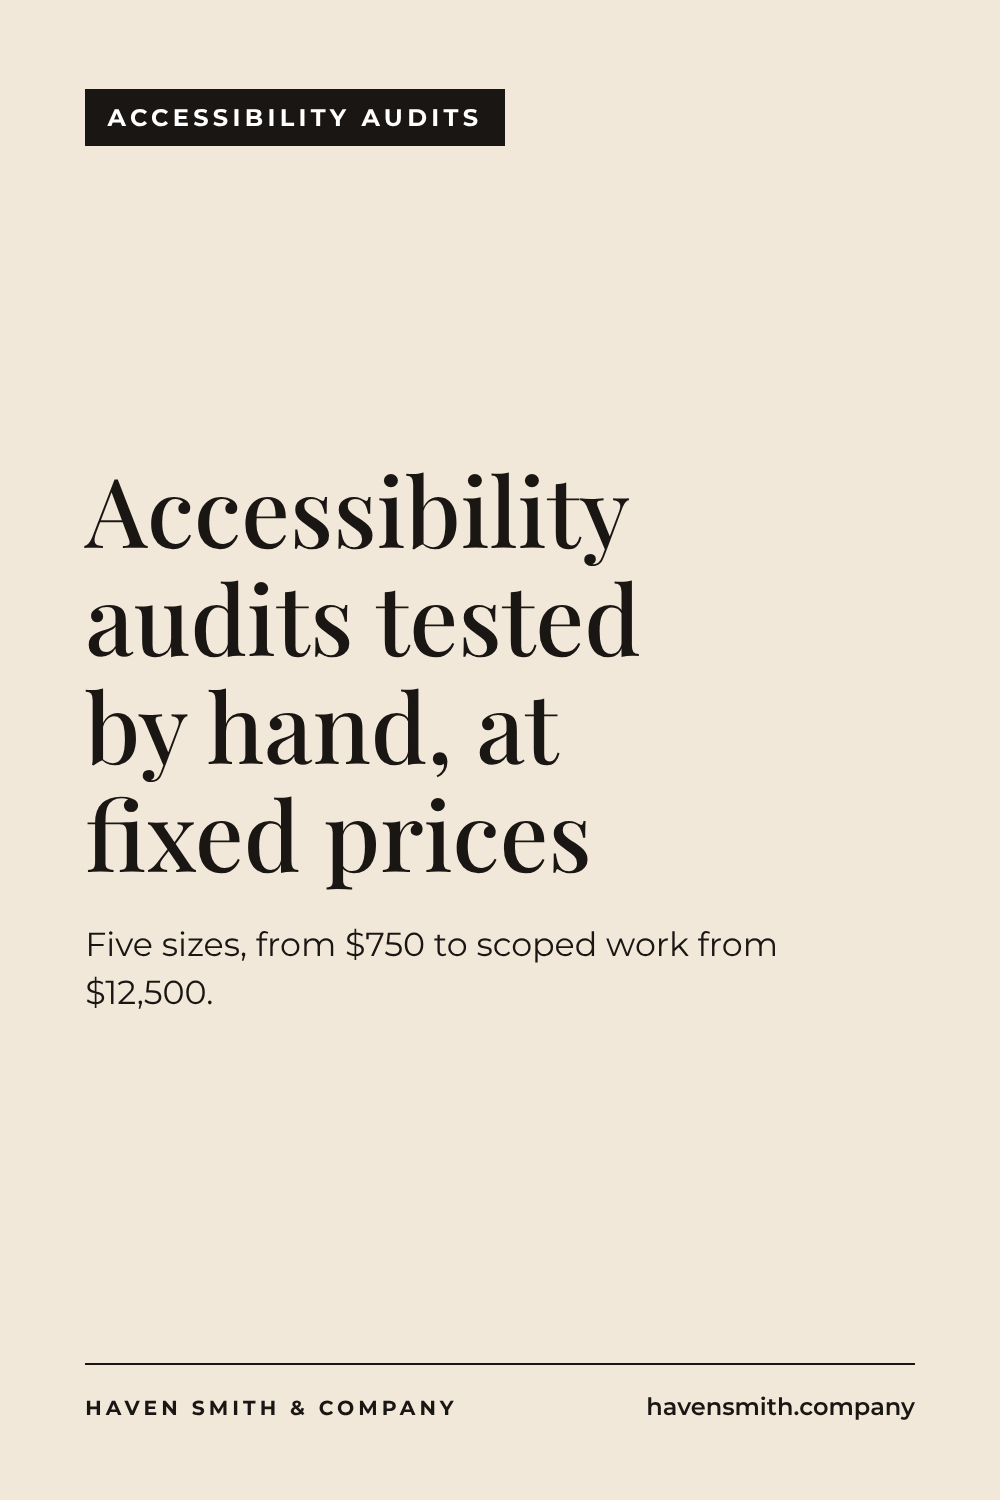 ACCESSIBILITY AUDITS
Accessibility
audits tested
by hand, at
fixed prices
Five sizes, from $750 to scoped work from
$12,500.
HAVEN SMITH & COMPANY
havensmith.company